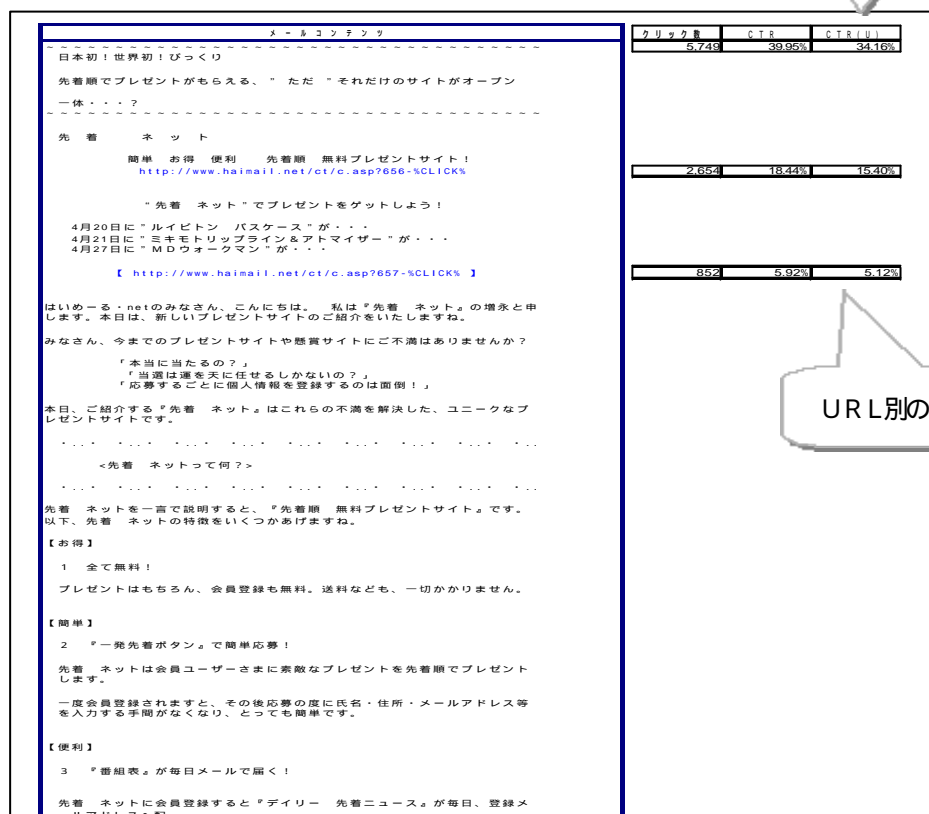 メールコンテンツ
クリック数 CTR CTR(U)
5,749 39.95% 34.16%
~~~~~~~~~~~~~~~~~~~~~~~~~~~~~~~~~~~~
日本初！世界初！びっくり
先着順でプレゼントがもらえる、" ただ "それだけのサイトがオープン
一体・・・？
~~~~~~~~~~~~~~~~~~~~~~~~~~~~~~~~~~~~
先 着 ネ ッ ト
簡単 お得 便利 先着順 無料プレゼントサイト！
http://www.haimail.net/ct/c.asp?656-%CLICK%
2,654 18.44% 15.40%
"先着 ネット"でプレゼントをゲットしよう！
4月20日に"ルイビトン パスケース"が・・・
4月21日に"ミキモトリップライン＆アトマイザー"が・・・
4月27日に"ＭＤウォークマン"が・・・
【 http://www.haimail.net/ct/c.asp?657-%CLICK% 】
852 5.92% 5.12%
はいめーる・netのみなさん、こんにちは。 私は『先着 ネット』の増永と申
します。本日は、新しいプレゼントサイトのご紹介をいたしますね。
みなさん、今までのプレゼントサイトや懸賞サイトにご不満はありませんか？
「本当に当たるの？」
「当選は運を天に任せるしかないの？」
「応募するごとに個人情報を登録するのは面倒！」
URL別の
本日、ご紹介する『先着 ネット』はこれらの不満を解決した、ユニークなプ
レゼントサイトです。
・..・ ・..・ ・..・ ・..・ ・..・ ・..・ ・..・ ・..・ ・..
<先着 ネットって何？>
・..・ ・..・ ・..・ ・..・ ・..・ ・..・ ・..・ ・..・ ・..
先着 ネットを一言で説明すると、『先着順 無料プレゼントサイト』です。
以下、先着 ネットの特徴をいくつかあげますね。
【お得】
1 全て無料！
プレゼントはもちろん、会員登録も無料。送料なども、一切かかりません。
【簡単】
2 『一発先着ボタン』で簡単応募！
先着 ネットは会員ユーザーさまに素敵なプレゼントを先着順でプレゼント
します。
一度会員登録されますと、その後応募の度に氏名・住所・メールアドレス等
を入力する手間がなくなり、とっても簡単です。
【便利】
3 『番組表』が毎日メールで届く！
先着 ネットに会員登録すると『デイリー 先着ニュース』が毎日、登録メ